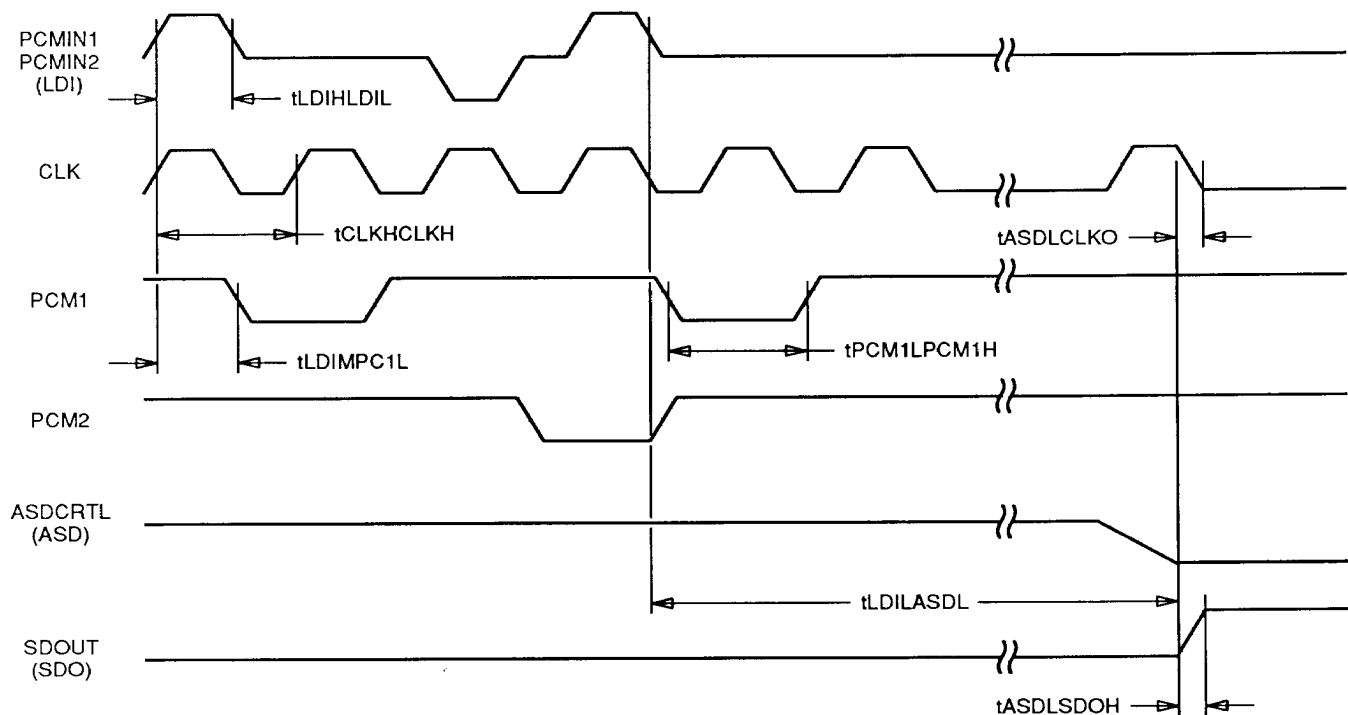 PCMIN1
PCMIN2
(LDI)
tLDIHLDIL
CLK
tCLKHCLKH
tASDLCLKO
PCM1
tLDIMPC1L
tPCM1LPCM1H
PCM2
ASDCRTL
(ASD)
tLDILASDL
SDOUT
(SDO)
tASDLSDOH